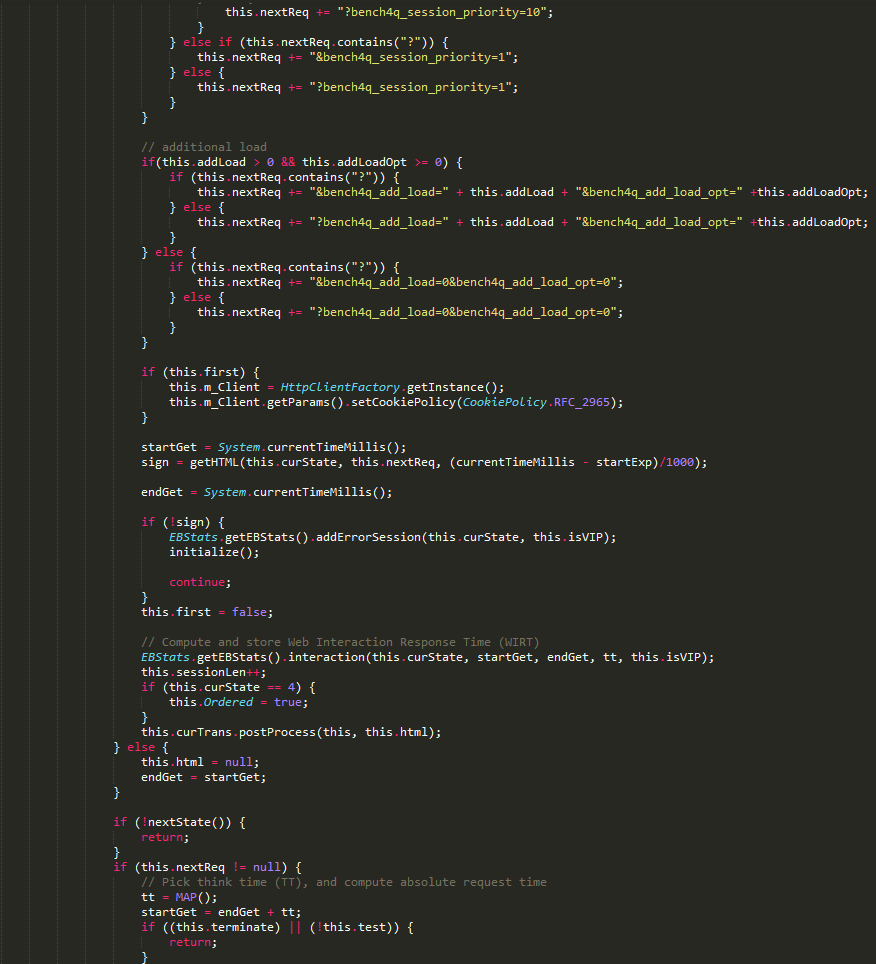 this.nextReq += "?bench4q_session_priority=10";
}
} else if (this.nextReq.contains("?")) {
this.nextReq += "&bench4q_session_priority=1";
} else {
this.nextReq += "?bench4q_session_priority=1";
}
}
// additional load
if(this.addLoad > 0 && this.addLoadOpt >= 0) {
if (this.nextReq.contains("?")) {
this.nextReq += "&bench4q_add_load=" + this.addLoad + "&bench4q_add_load_opt=" +this.addLoadOpt;
} else {
this.nextReq += "?bench4q_add_load=" + this.addLoad + "&bench4q_add_load_opt=" +this.addLoadOpt;
}
} else {
if (this.nextReq.contains("?")) {
this.nextReq += "&bench4q_add_load=0&bench4q_add_load_opt=0";
} else {
this.nextReq += "?bench4q_add_load=0&bench4q_add_load_opt=0";
}
}
if (this.first) {
this.m_Client = HttpClientFactory.getInstance();
this.m_Client.getParams().setCookiePolicy(CookiePolicy.RFC_2965);
}
startGet = System.currentTimeMillis();
sign = getHTML(this.curState, this.nextReq, (currentTimeMillis - startExp)/1000);
endGet = System.currentTimeMillis();
if (!sign) {
EBStats.getEBStats().addErrorSession(this.curState, this.isVIP);
initialize();
continue;
}
this.first = false;
// Compute and store Web Interaction Response Time (WIRT)
EBStats.getEBStats().interaction(this.curState, startGet, endGet, tt, this.isVIP);
this.sessionLen++;
if (this.curState == 4) {
this.Ordered = true;
}
this.curTrans.postProcess(this, this.html);
} else {
this.html = null;
endGet = startGet;
}
if (!nextState()) {
return;
}
if (this.nextReq != null) {
// Pick think time (TT), and compute absolute request time
tt = MAP();
startGet = endGet + tt;
if ((this.terminate) || (!this.test)) {
return;
}